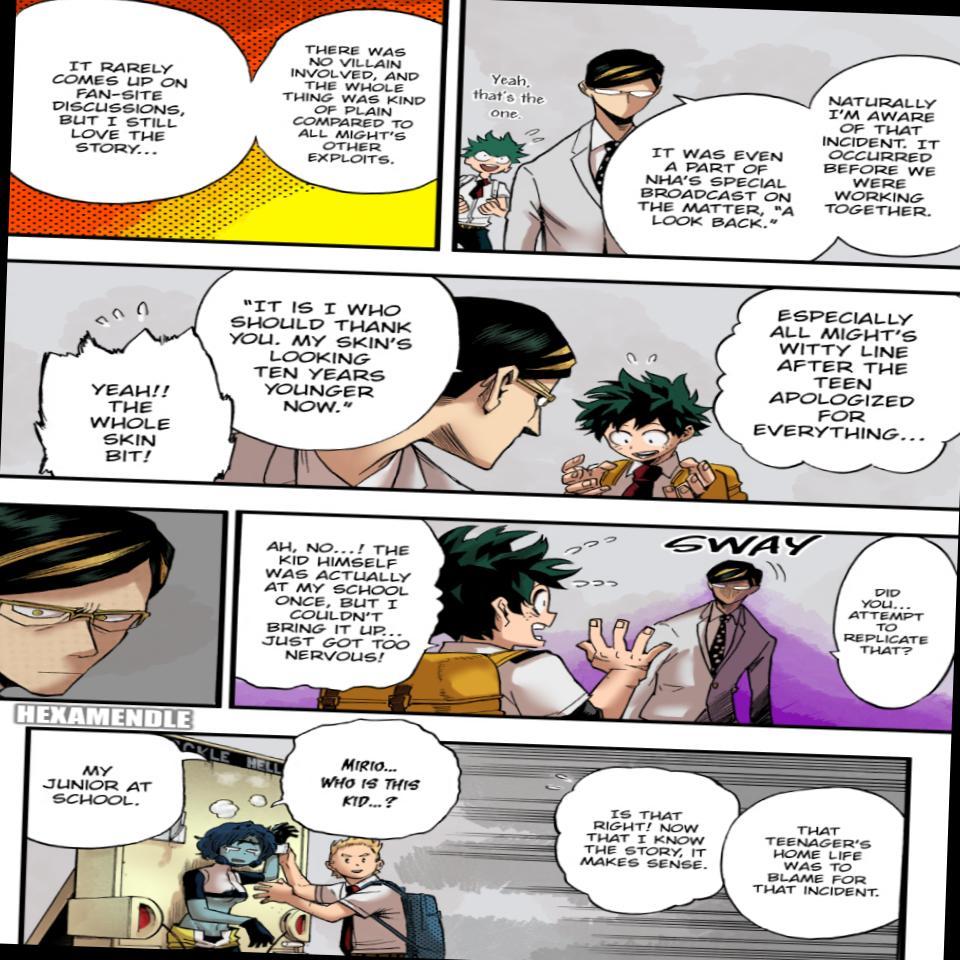 THERE WAS
NO VILLAIN
INVOLVED, AND
THE WHOLE
THING WAS KIND
OF PLAIN
COMPARED TO
ALL MIGHT'S
OTHER
EXPLOITS.
IT RARELY
COMES UP ON
FAN-SITE
DISCUSSIONS,
BUT I STILL
LOVE THE
STORY...
NATURALLY
I'M AWARE
OF THAT
INCIDENT. IT
OCCURRED
BEFORE WE
WERE
WORKING
TOGETHER.
IT WAS EVEN
A PART OF
NHA'S SPECIAL
BROADCAST ON
THE MATTER, "A
LOOK BACK."
Yeah,
that's the
one.
ESPECIALLY
ALL MIGHT'S
WITTY LINE
AFTER THE
TEEN
APOLOGIZED
FOR
EVERYTHING...
"IT IS I WHO
SHOULD THANK
YOU. MY SKIN'S
LOOKING
TEN YEARS
YOUNGER
NOW."
YEAH!!
THE
WHOLE
SKIN
BIT!
DID
YOU...
ATTEMPT
TO
REPLICATE
THAT?
SWAY
AH, NO...! THE
KID HIMSELF
WAS ACTUALLY
AT MY SCHOOL
ONCE, BUT I
COULDN'T
BRING IT UP...
JUST GOT TOO
NERVOUS!
HEXAMENDLE
THAT
TEENAGER'S
HOME LIFE
WAS TO
BLAME FOR
THAT INCIDENT.
IS THAT
RIGHT! NOW
THAT I KNOW
THE STORY, IT
MAKES SENSE.
MIRIO...
WHO IS THIS
KID...?
MY
JUNIOR AT
SCHOOL.
CKLE HELL